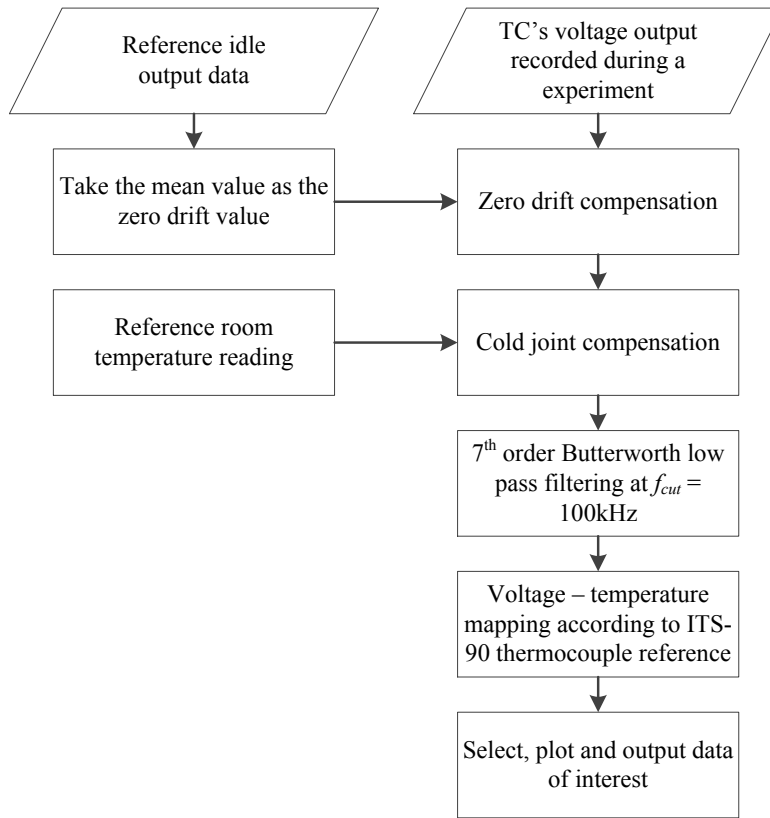 Reference idle
output data
TC's voltage output
recorded during a
experiment
Take the mean value as the
zero drift value
Zero drift compensation
Reference room
temperature reading
Cold joint compensation
7th order Butterworth low
pass filtering at fcut =
100kHz
Voltage – temperature
mapping according to ITS-
90 thermocouple reference
Select, plot and output data
of interest